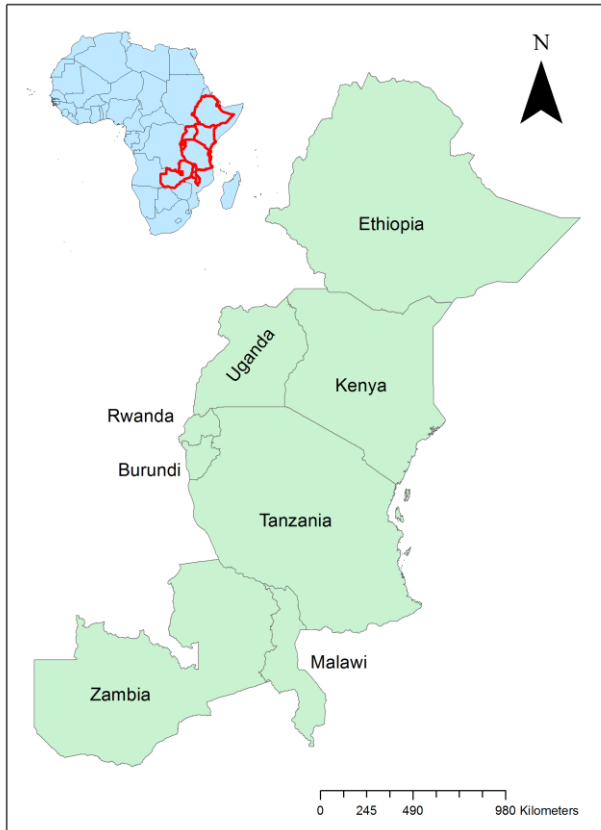 N
Ethiopia
Uganda
Kenya
Rwanda
Burundi
Tanzania
Malawi
Zambia
0 245 490 980 Kilometers